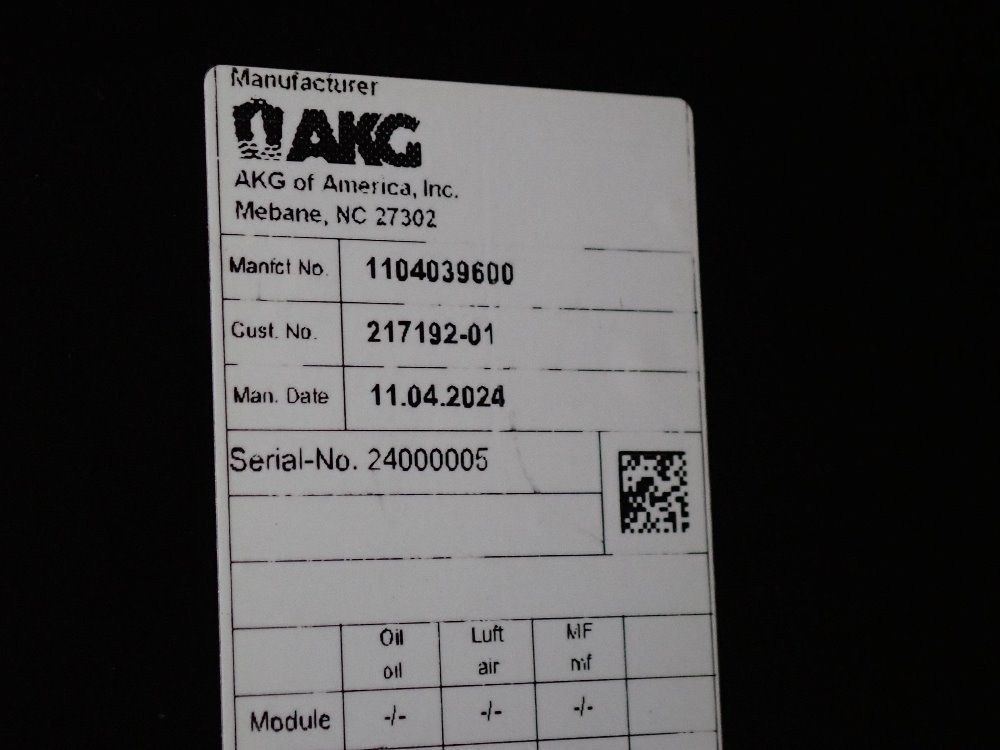 Manufacturer
AKG
AKG of America, Inc.
Mebane, NC 27302
Manfct No. 1104039600
Cust. No. 217192-01
Man. Date 11.04.2024
Serial-No. 24000005
Oil Luft MF
oil air mf
Module -/- -/- -/-